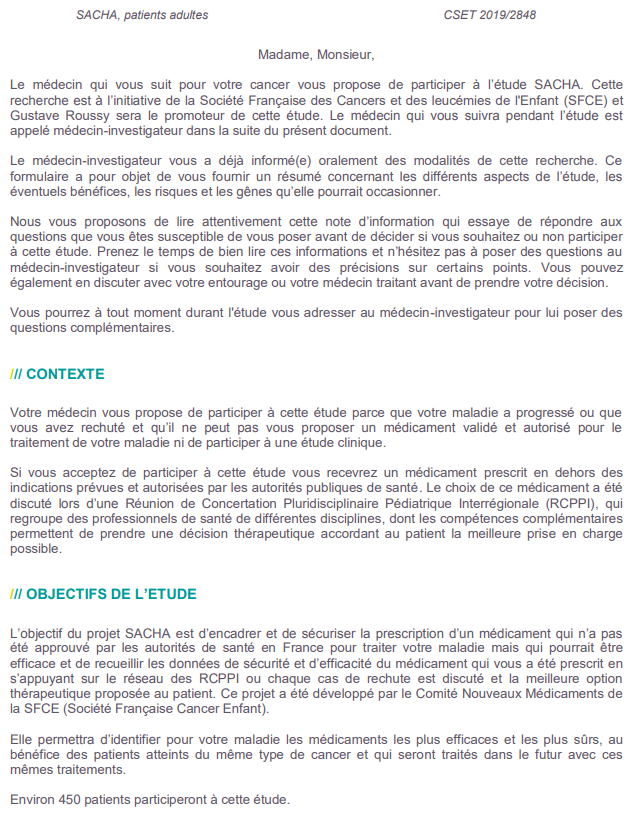 SACHA, patients adultes CSET 2019/2848
Madame, Monsieur,
Le médecin qui vous suit pour votre cancer vous propose de participer à l’étude SACHA. Cette
recherche est à l’initiative de la Société Française des Cancers et des leucémies de l'Enfant (SFCE) et
Gustave Roussy sera le promoteur de cette étude. Le médecin qui vous suivra pendant l’étude est
appelé médecin-investigateur dans la suite du présent document.
Le médecin-investigateur vous a déjà informé(e) oralement des modalités de cette recherche. Ce
formulaire a pour objet de vous fournir un résumé concernant les différents aspects de l’étude, les
éventuels bénéfices, les risques et les gênes qu’elle pourrait occasionner.
Nous vous proposons de lire attentivement cette note d’information qui essaye de répondre aux
questions que vous êtes susceptible de vous poser avant de décider si vous souhaitez ou non participer
à cette étude. Prenez le temps de bien lire ces informations et n’hésitez pas à poser des questions au
médecin-investigateur si vous souhaitez avoir des précisions sur certains points. Vous pouvez
également en discuter avec votre entourage ou votre médecin traitant avant de prendre votre décision.
Vous pourrez à tout moment durant l'étude vous adresser au médecin-investigateur pour lui poser des
questions complémentaires.
/// CONTEXTE
Votre médecin vous propose de participer à cette étude parce que votre maladie a progressé ou que
vous avez rechuté et qu’il ne peut pas vous proposer un médicament validé et autorisé pour le
traitement de votre maladie ni de participer à une étude clinique.
Si vous acceptez de participer à cette étude vous recevrez un médicament prescrit en dehors des
indications prévues et autorisées par les autorités publiques de santé. Le choix de ce médicament a été
discuté lors d’une Réunion de Concertation Pluridisciplinaire Pédiatrique Interrégionale (RCPPI), qui
regroupe des professionnels de santé de différentes disciplines, dont les compétences complémentaires
permettent de prendre une décision thérapeutique accordant au patient la meilleure prise en charge
possible.
/// OBJECTIFS DE L’ETUDE
L’objectif du projet SACHA est d’encadrer et de sécuriser la prescription d’un médicament qui n’a pas
été approuvé par les autorités de santé en France pour traiter votre maladie mais qui pourrait être
efficace et de recueillir les données de sécurité et d’efficacité du médicament qui vous a été prescrit en
s’appuyant sur le réseau des RCPPI ou chaque cas de rechute est discuté et la meilleure option
thérapeutique proposée au patient. Ce projet a été développé par le Comité Nouveaux Médicaments de
la SFCE (Société Française Cancer Enfant).
Elle permettra d’identifier pour votre maladie les médicaments les plus efficaces et les plus sûrs, au
bénéfice des patients atteints du même type de cancer et qui seront traités dans le futur avec ces
mêmes traitements.
Environ 450 patients participeront à cette étude.